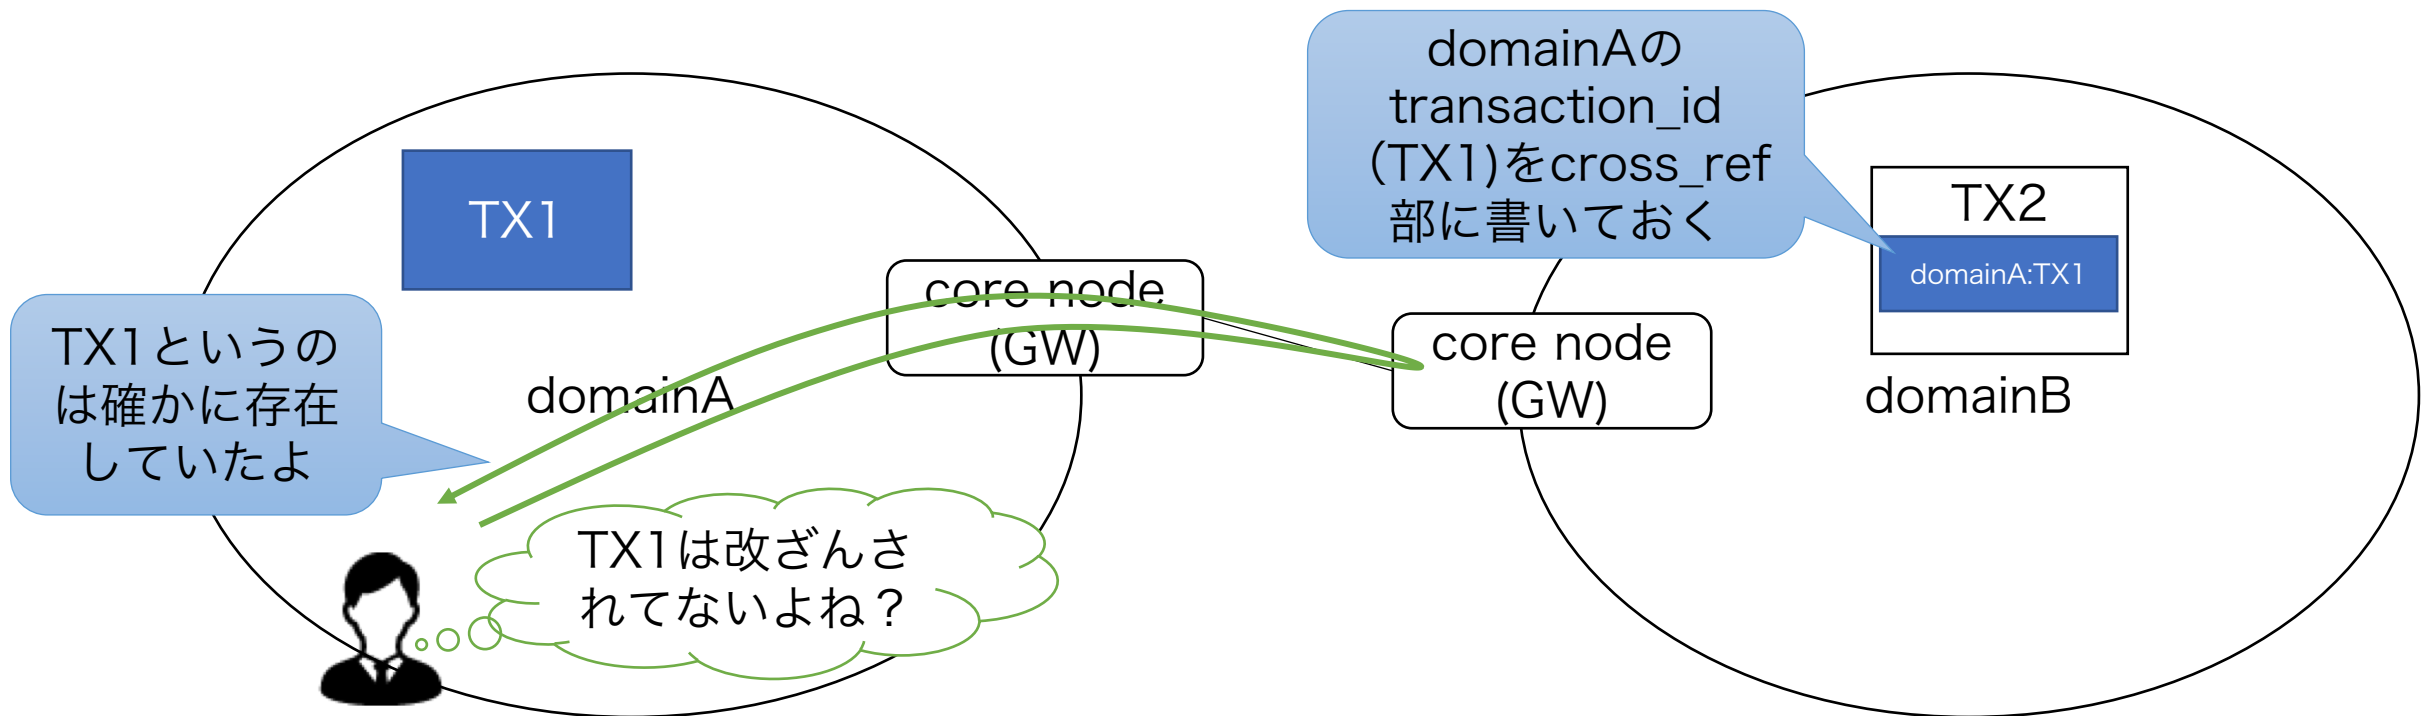 domainAの
transaction_id
（TX1)をcross_ref
部に書いておく
TX1
TX2
domainA:TX1
core node
(GW)
core node
(GW)
TX1というの
は確かに存在
していたよ
domainA
domainB
TX1は改ざんさ
れてないよね？